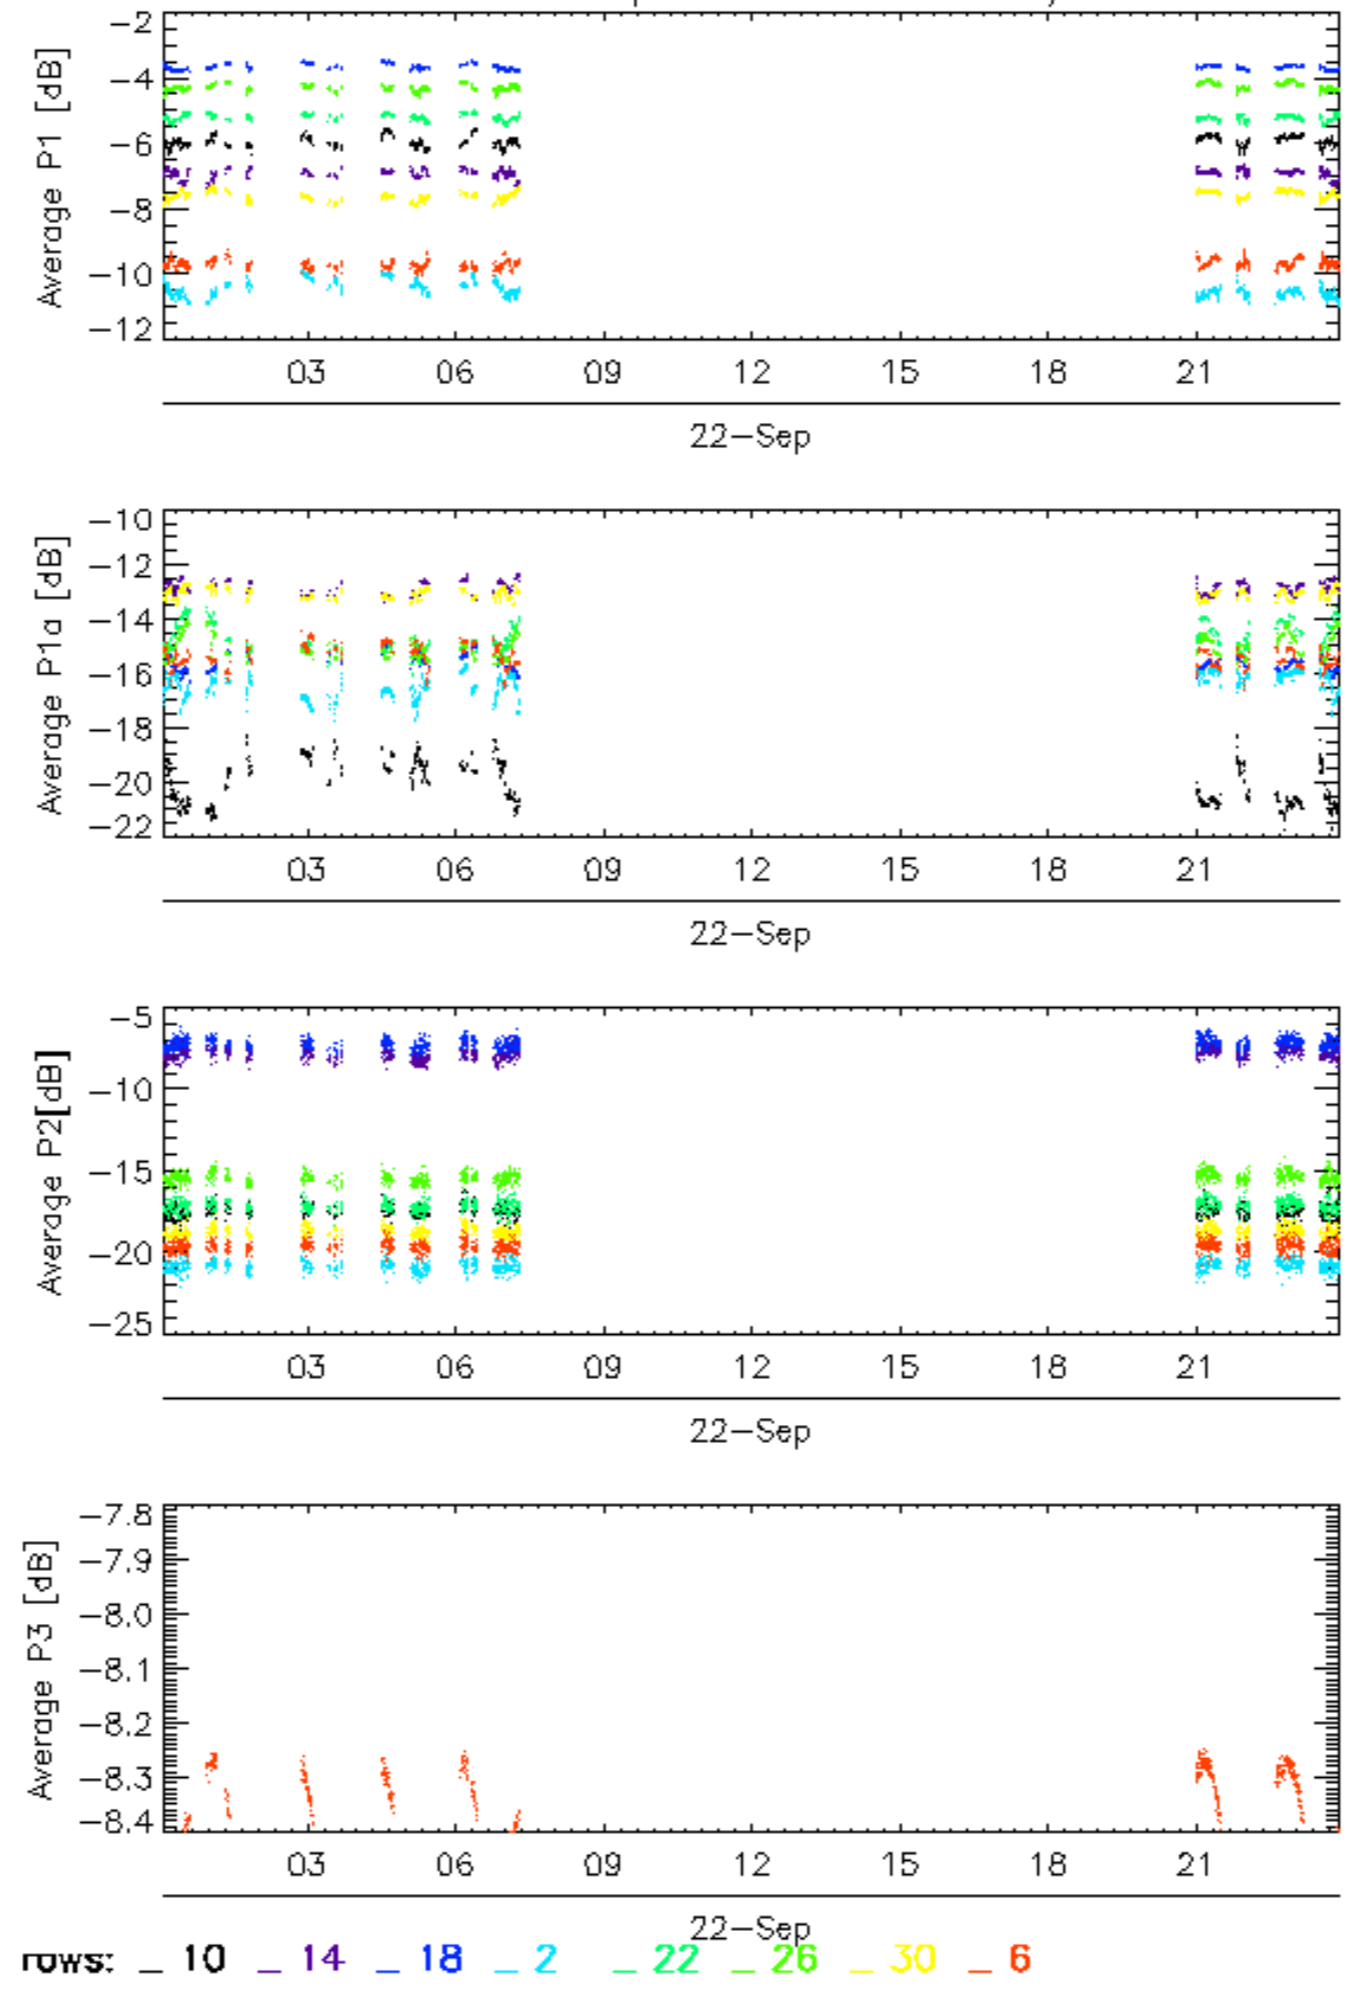 −2
−4
−6
−8
−10
−12
Average P1 [dB]
03 06 09 12 15 18 21
22−Sep
−10
−12
−14
−16
−18
−20
−22
Average P1a [dB]
03 06 09 12 15 18 21
22−Sep
−5
−10
−15
−20
−25
Average P2[dB]
03 06 09 12 15 18 21
22−Sep
−7.8
−7.9
−8.0
−8.1
−8.2
−8.3
−8.4
Average P3 [dB]
03 06 09 12 15 18 21
22−Sep
rows: _ 10 _ 14 _ 18 _ 2 _ 22 _ 26 _ 30 _ 6